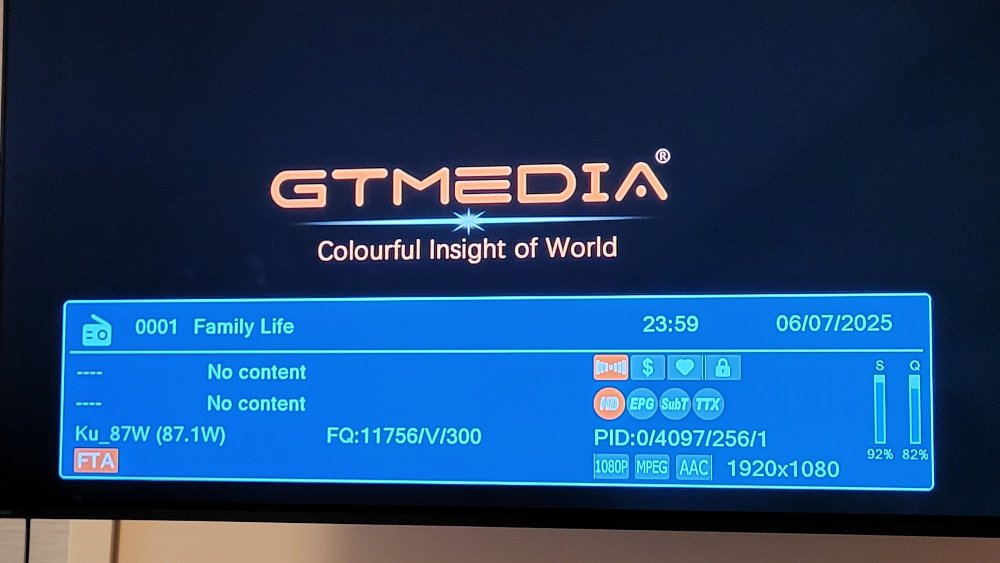 GTMEDIA®
Colourful Insight of World
0001 Family Life 23:59 06/07/2025
---- No content
$
S Q
---- No content
HD EPG SubT TTX
Ku_87W (87.1W) FQ:11756/V/300 PID:0/4097/256/1
92% 82%
FTA 1080P MPEG AAC 1920x1080